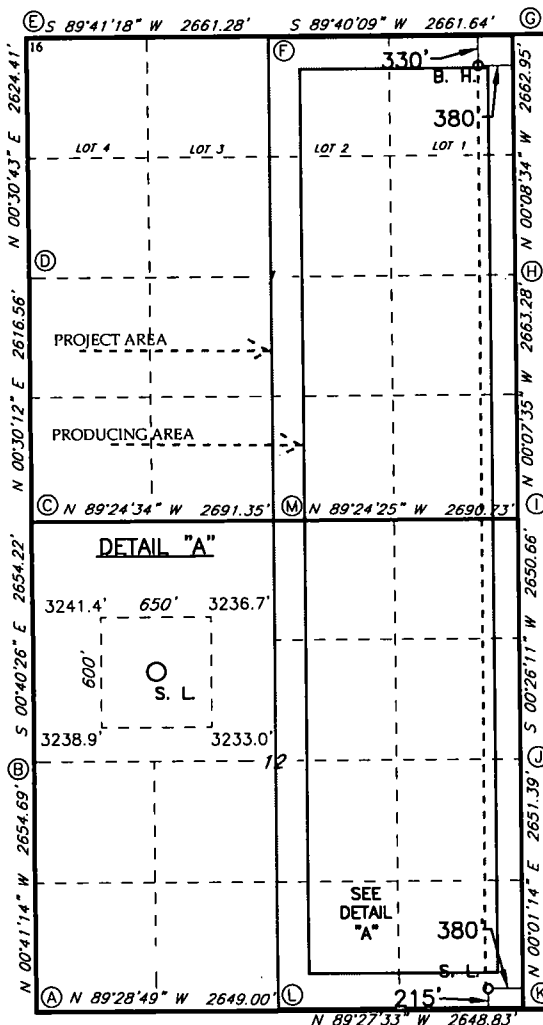 Ⓔ S 89°41'18" W 2661.28' S 89°40'09" W 2661.64' Ⓖ
16
Ⓕ
330'
B. H.
380'
N 00°30'43" E 2624.41'
N 00°08'34" W 2662.95'
LOT 4 LOT 3 LOT 2 LOT 1
Ⓓ
Ⓗ
1
N 00°30'12" E 2616.56'
N 00°07'35" W 2663.28'
PROJECT AREA
PRODUCING AREA
Ⓒ N 89°24'34" W 2691.35' Ⓜ N 89°24'25" W 2690.73' Ⓘ
DETAIL "A"
3241.4' 650' 3236.7'
600'
S. L.
3238.9' 3233.0'
S 00°40'26" E 2654.22'
N 00°26'11" W 2650.66'
Ⓑ
12
Ⓙ
N 00°41'14" W 2654.69'
N 00°01'14" E 2651.39'
SEE
DETAIL
"A"
380'
S. L.
215'
Ⓐ N 89°28'49" W 2649.00' Ⓛ Ⓚ
N 89°27'33" W 2648.83'